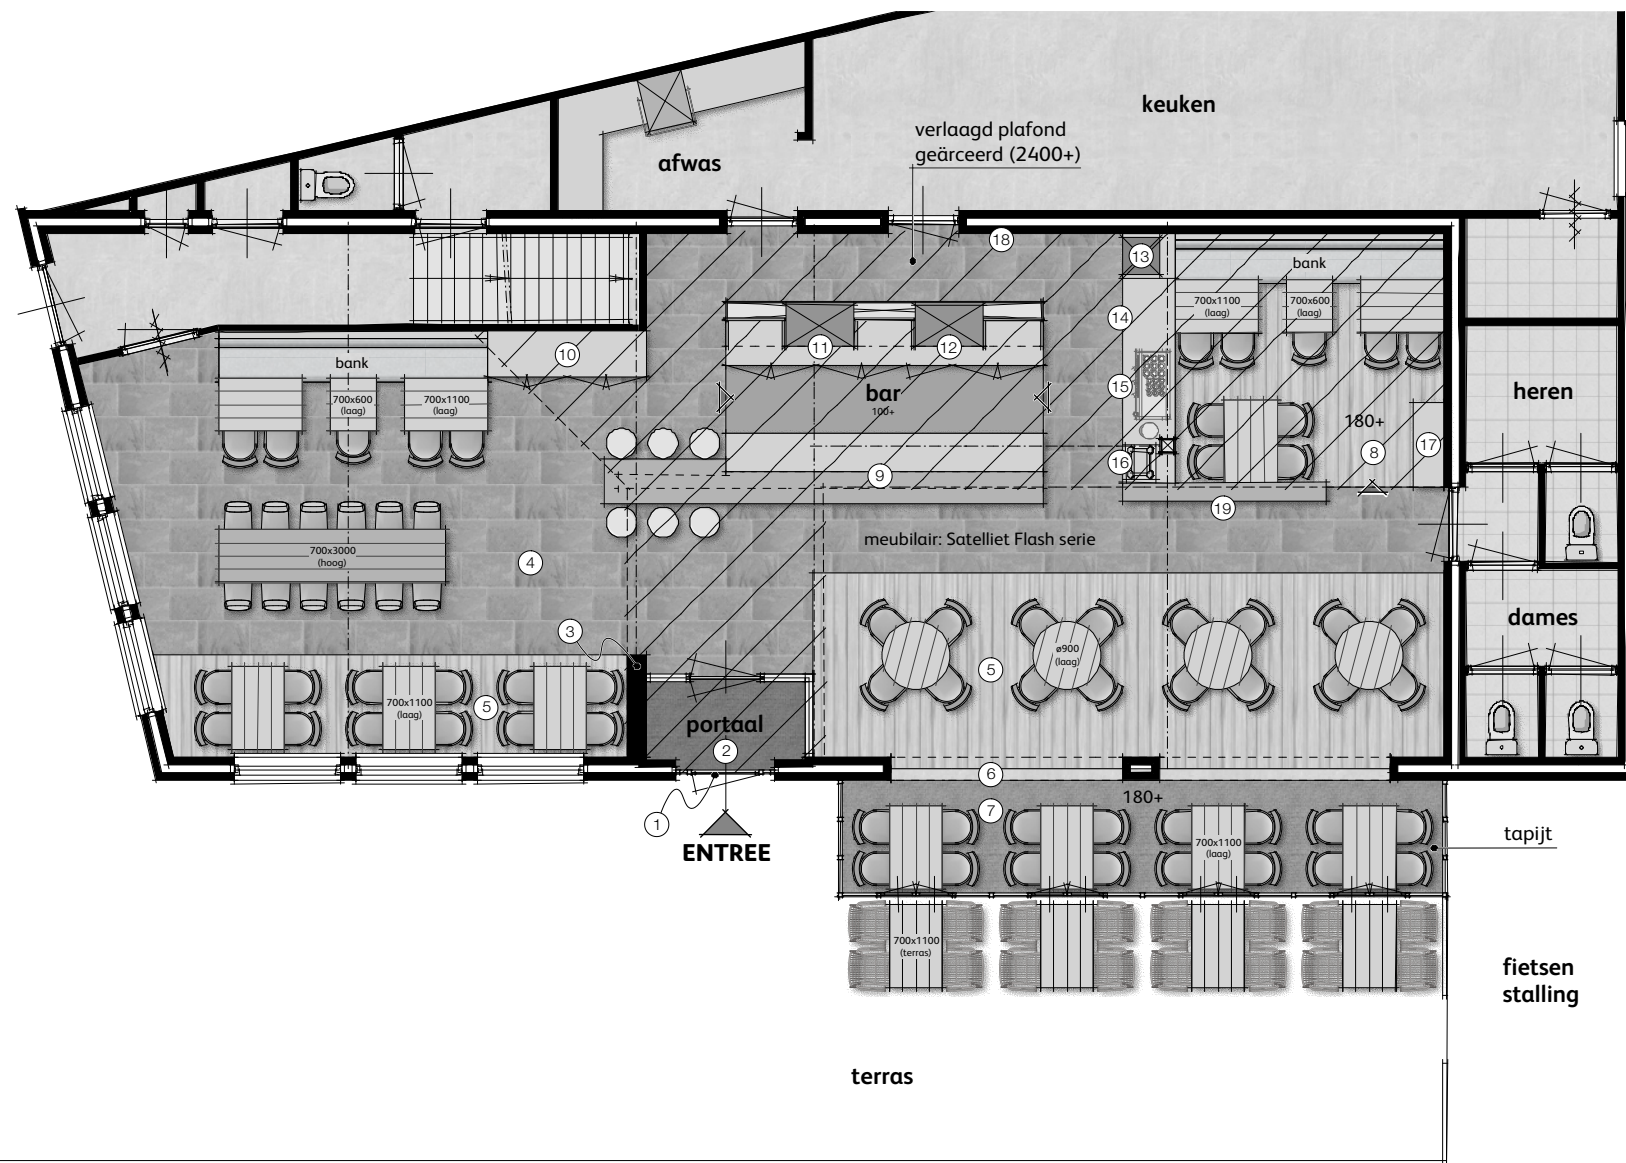 keuken
verlaagd plafond
geärceerd (2400+)
afwas
18
13
bank
14
700x1100
(laag)
700x600
(laag)
10
11
12
bank
15
bar
100+
700x600
(laag)
700x1100
(laag)
heren
180+
17
8
16
9
19
meubilair: Satelliet Flash serie
700x3000
(hoog)
4
3
dames
ø900
(laag)
5
700x1100
(laag)
5
portaal
2
6
180+
7
1
ENTREE
tapijt
700x1100
(laag)
700x1100
(terras)
fietsen
stalling
terras